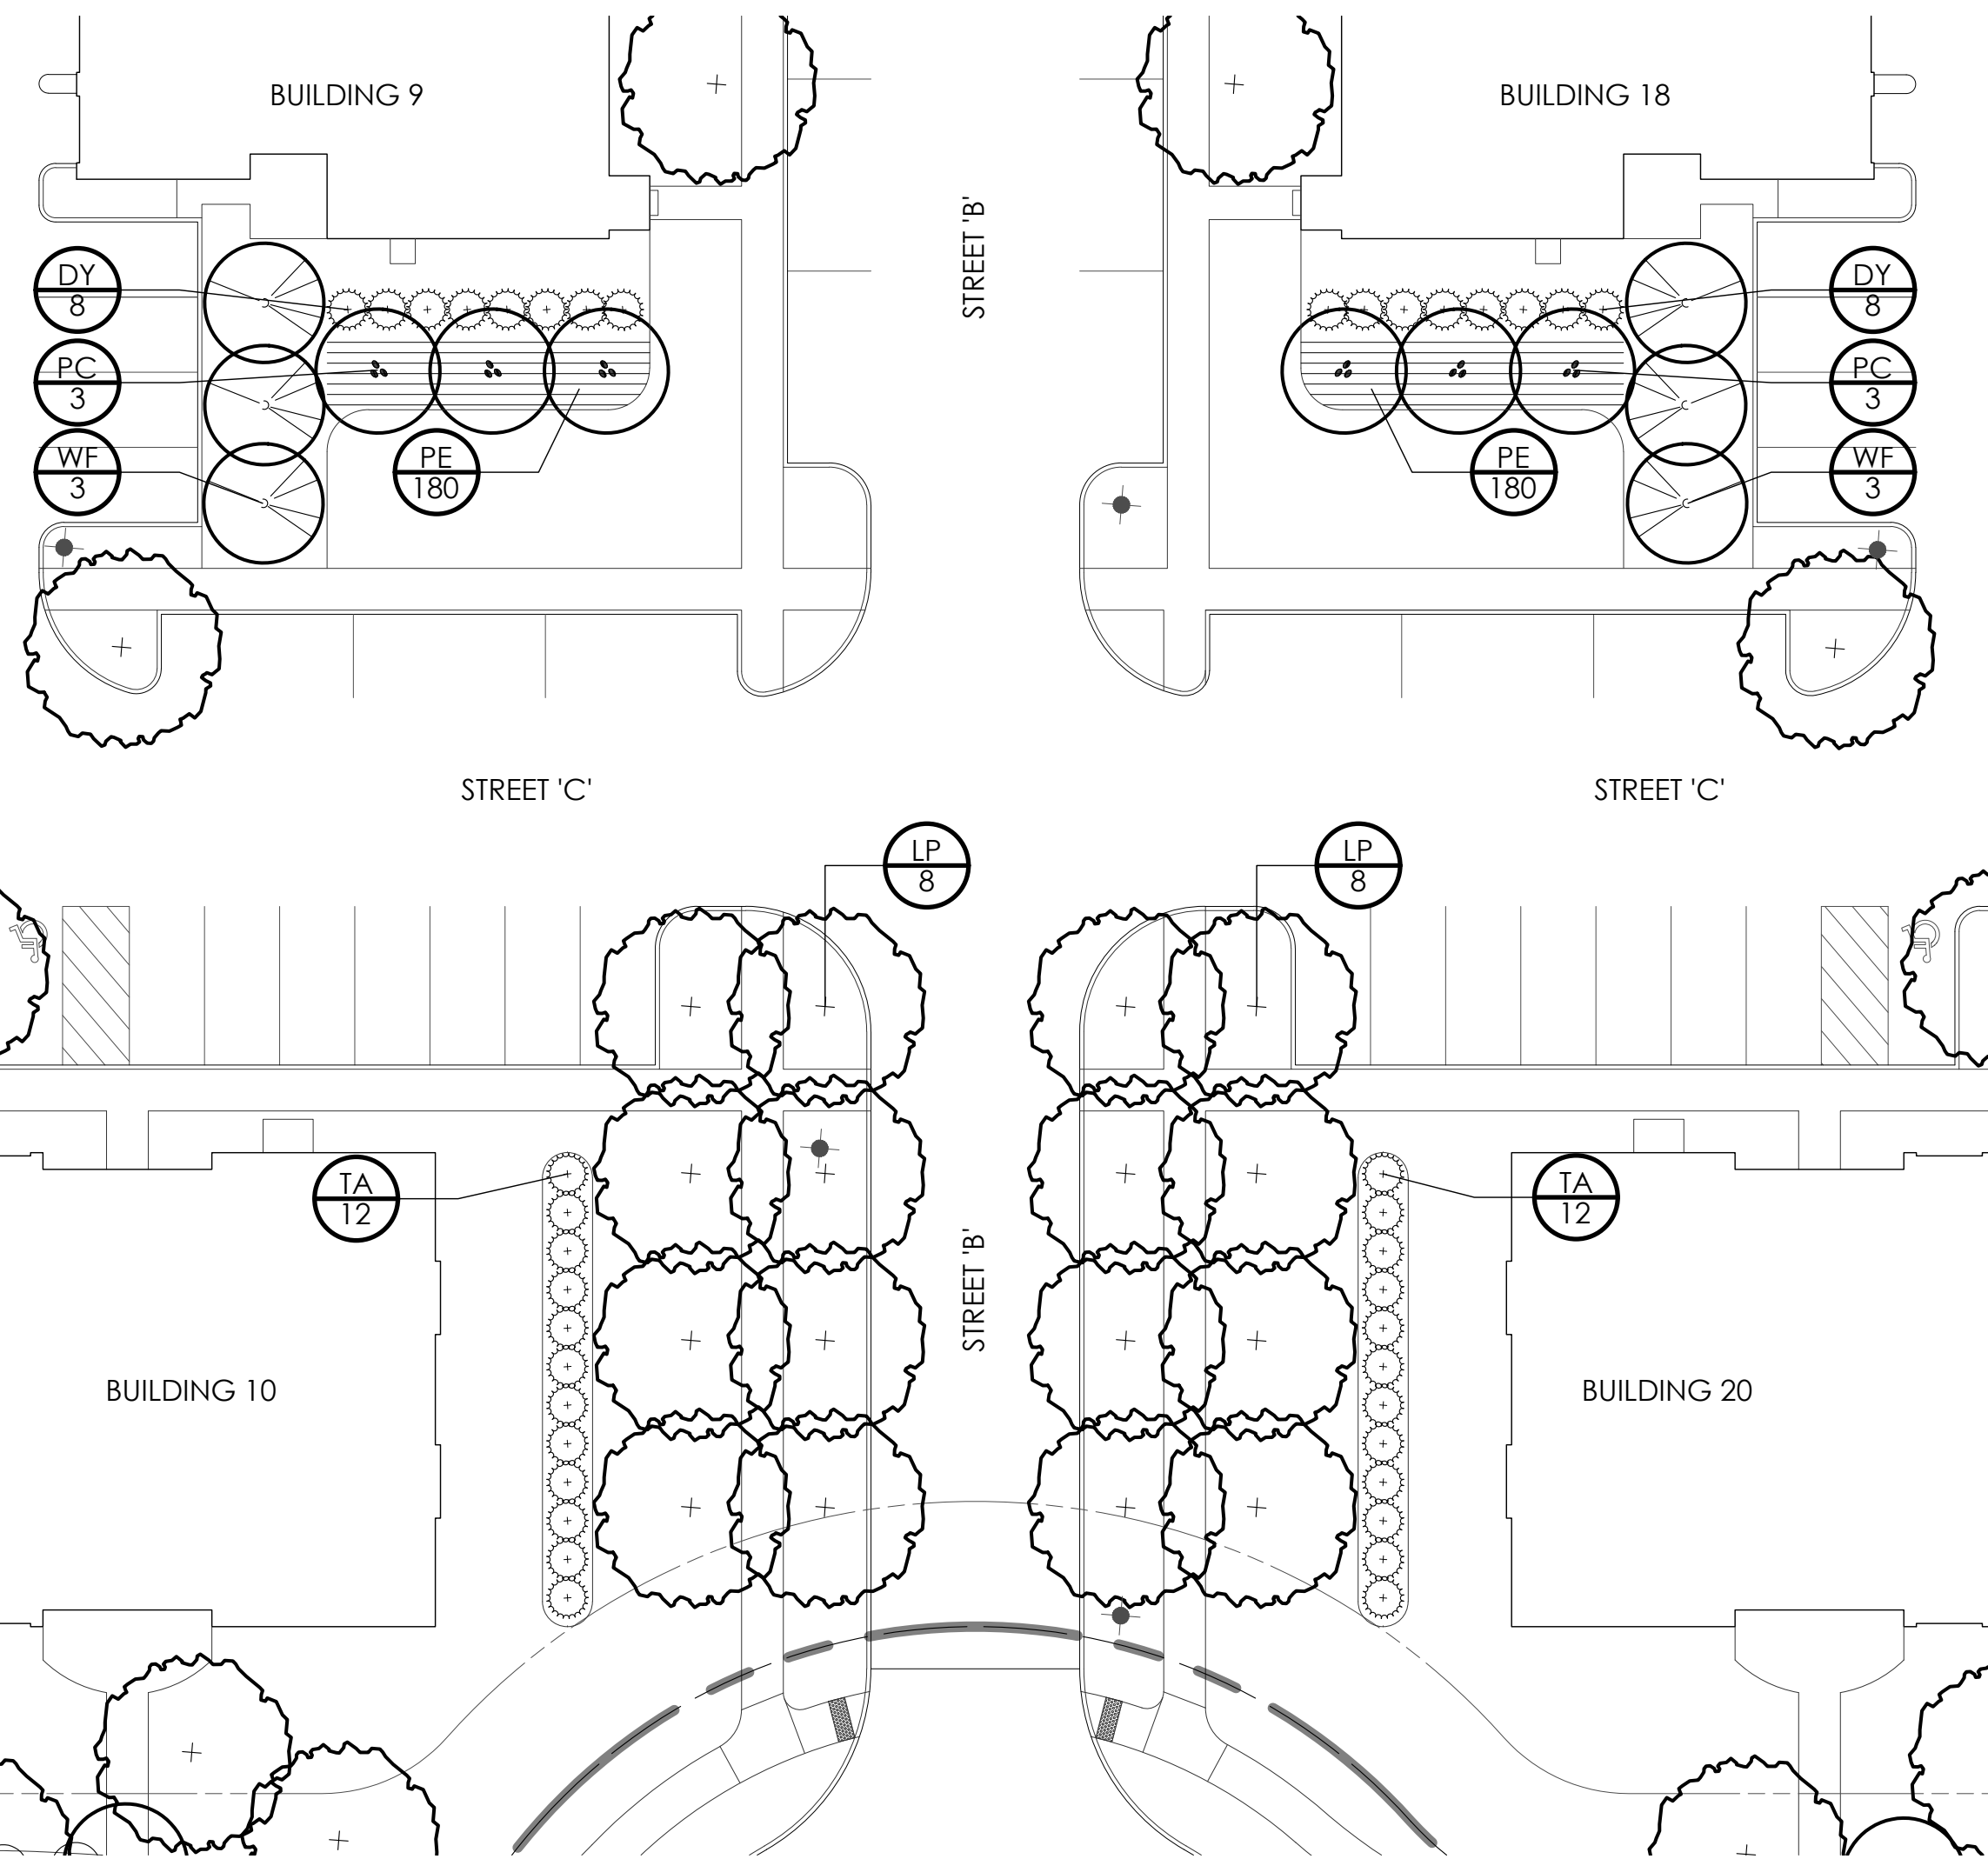 BUILDING 9
BUILDING 18
STREET 'B'
DY
8
DY
8
PC
3
PC
3
WF
3
PE
180
PE
180
WF
3
STREET 'C'
STREET 'C'
LP
8
LP
8
TA
12
TA
12
STREET 'B'
BUILDING 10
BUILDING 20